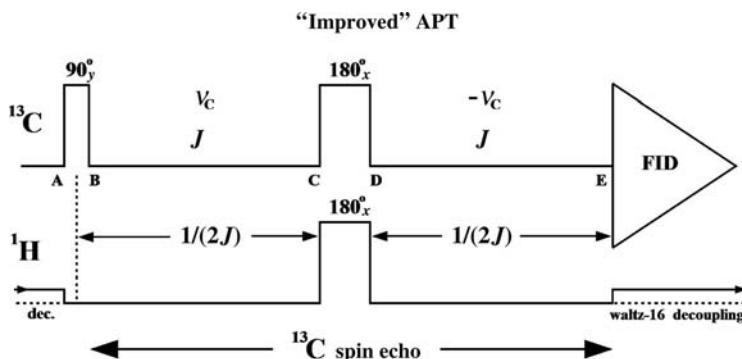 “Improved” APT
90°y 180°x
νC -νC
13C J J FID
A B C D E
180°x
1H 1/(2J) 1/(2J)
dec. waltz-16 decoupling
13C spin echo